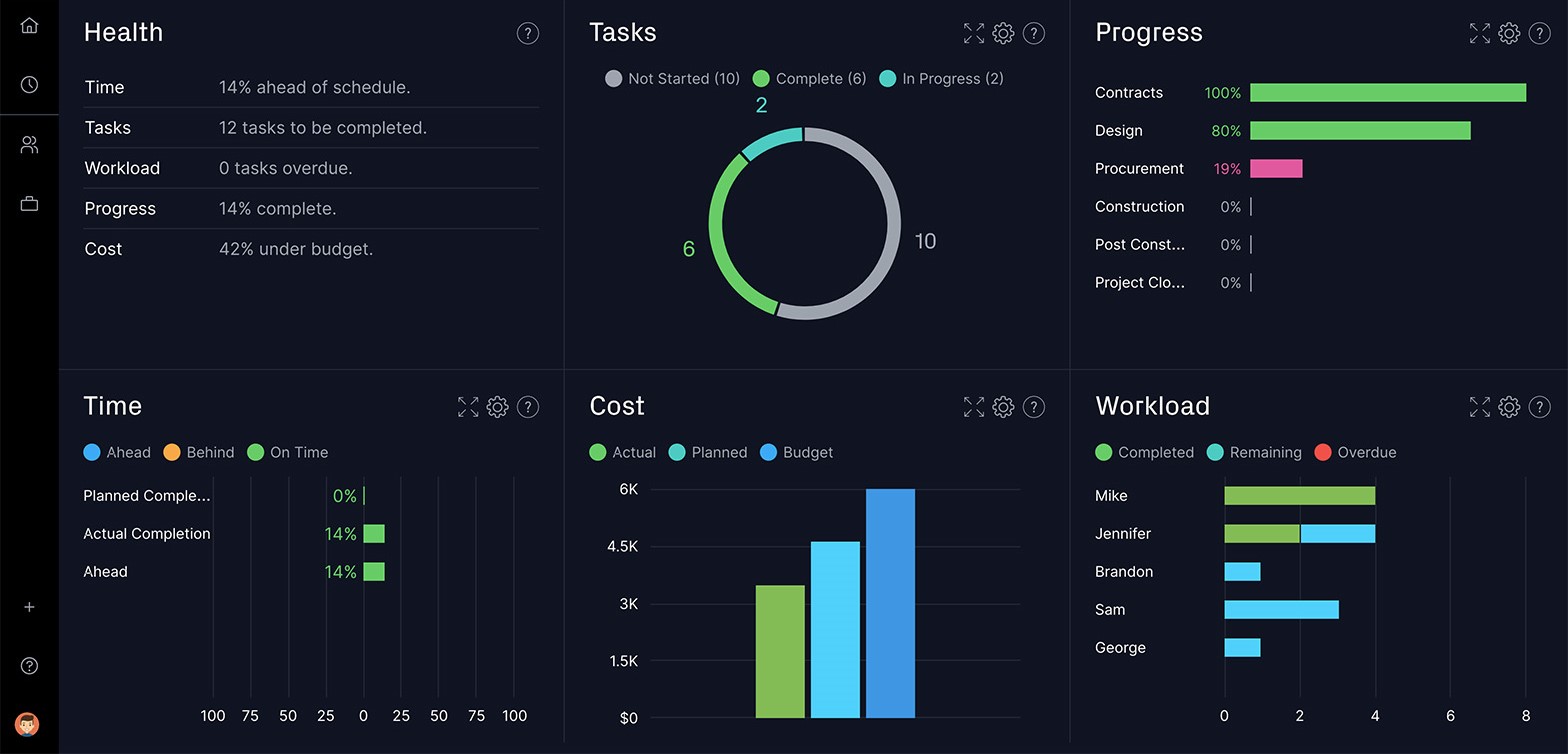 Health
?
Time 14% ahead of schedule.
Tasks 12 tasks to be completed.
Workload 0 tasks overdue.
Progress 14% complete.
Cost 42% under budget.
Tasks
?
Not Started (10) Complete (6) In Progress (2)
2
6
10
Progress
?
Contracts 100%
Design 80%
Procurement 19%
Construction 0%
Post Const... 0%
Project Clo... 0%
Time
?
Ahead Behind On Time
Planned Comple... 0%
Actual Completion 14%
Ahead 14%
100 75 50 25 0 25 50 75 100
Cost
?
Actual Planned Budget
6K
4.5K
3K
1.5K
$0
Workload
?
Completed Remaining Overdue
Mike
Jennifer
Brandon
Sam
George
0 2 4 6 8
+
?